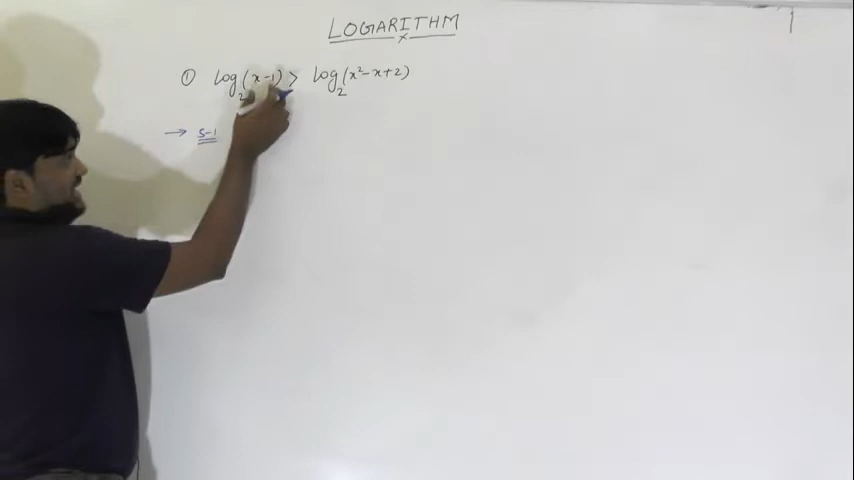 LOGARITHM
① log₂(x-1) > log₂(x²-x+2)
→ S-1